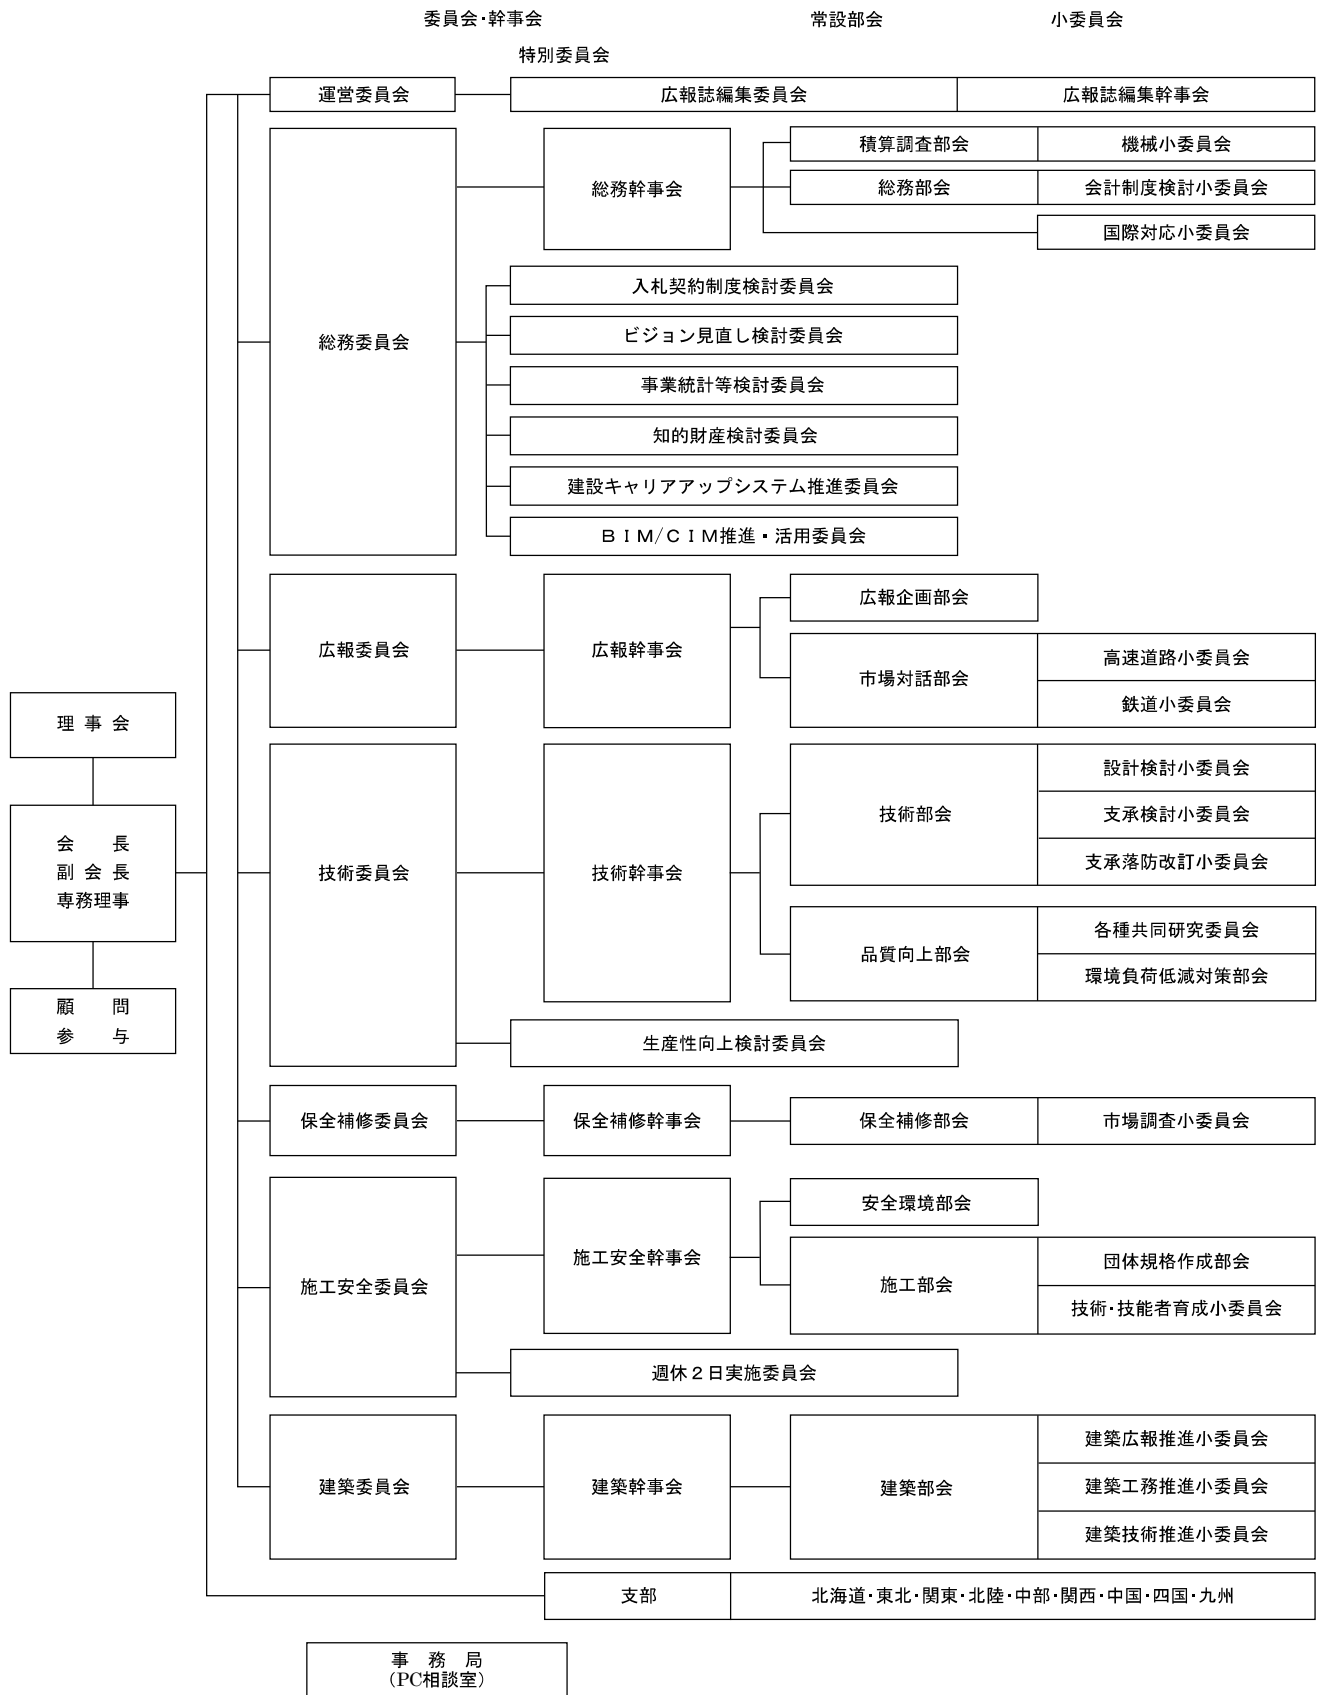 委員会・幹事会
常設部会
小委員会
特別委員会
運営委員会
広報誌編集委員会
広報誌編集幹事会
総務委員会
総務幹事会
積算調査部会
機械小委員会
総務部会
会計制度検討小委員会
国際対応小委員会
入札契約制度検討委員会
ビジョン見直し検討委員会
事業統計等検討委員会
知的財産検討委員会
建設キャリアアップシステム推進委員会
ＢＩＭ/ＣＩＭ推進・活用委員会
広報委員会
広報幹事会
広報企画部会
市場対話部会
高速道路小委員会
鉄道小委員会
理 事 会
会　　長
副 会 長
専務理事
顧　　問
参　　与
技術委員会
技術幹事会
技術部会
設計検討小委員会
支承検討小委員会
支承落防改訂小委員会
品質向上部会
各種共同研究委員会
環境負荷低減対策部会
生産性向上検討委員会
保全補修委員会
保全補修幹事会
保全補修部会
市場調査小委員会
施工安全委員会
施工安全幹事会
安全環境部会
施工部会
団体規格作成部会
技術・技能者育成小委員会
週休２日実施委員会
建築委員会
建築幹事会
建築部会
建築広報推進小委員会
建築工務推進小委員会
建築技術推進小委員会
支部
北海道・東北・関東・北陸・中部・関西・中国・四国・九州
事　務　局
（PC相談室）